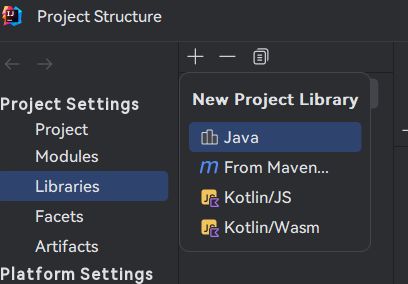 Project Structure
Project Settings
Project
Modules
Libraries
Facets
Artifacts
Platform Settings
New Project Library
Java
From Maven...
Kotlin/JS
Kotlin/Wasm